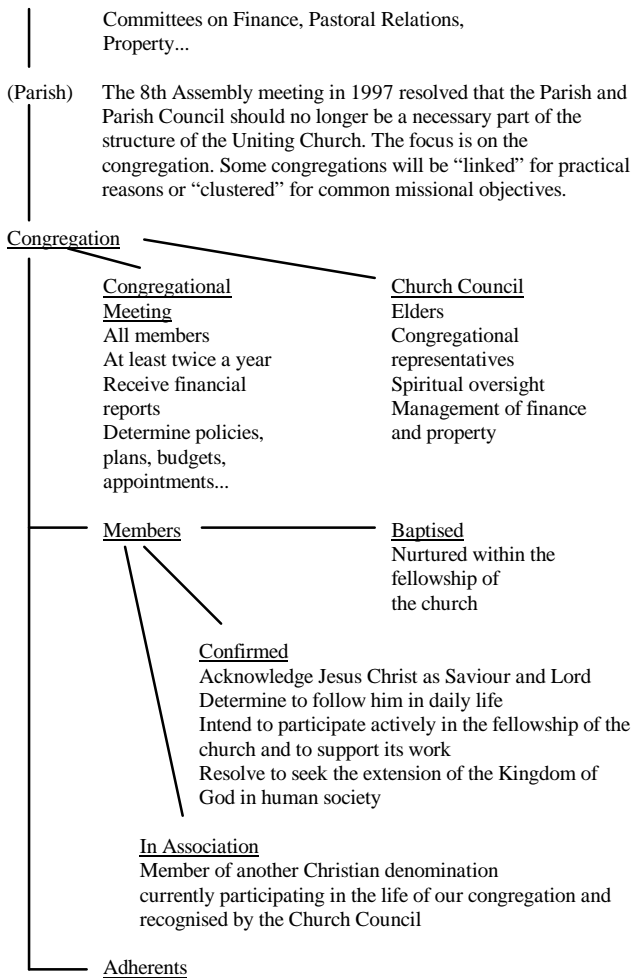 Committees on Finance, Pastoral Relations,
Property...
(Parish) The 8th Assembly meeting in 1997 resolved that the Parish and
Parish Council should no longer be a necessary part of the
structure of the Uniting Church. The focus is on the
congregation. Some congregations will be “linked” for practical
reasons or “clustered” for common missional objectives.
Congregation
Congregational
Meeting
All members
At least twice a year
Receive financial
reports
Determine policies,
plans, budgets,
appointments...
Church Council
Elders
Congregational
representatives
Spiritual oversight
Management of finance
and property
Members
Baptised
Nurtured within the
fellowship of
the church
Confirmed
Acknowledge Jesus Christ as Saviour and Lord
Determine to follow him in daily life
Intend to participate actively in the fellowship of the
church and to support its work
Resolve to seek the extension of the Kingdom of
God in human society
In Association
Member of another Christian denomination
currently participating in the life of our congregation and
recognised by the Church Council
Adherents